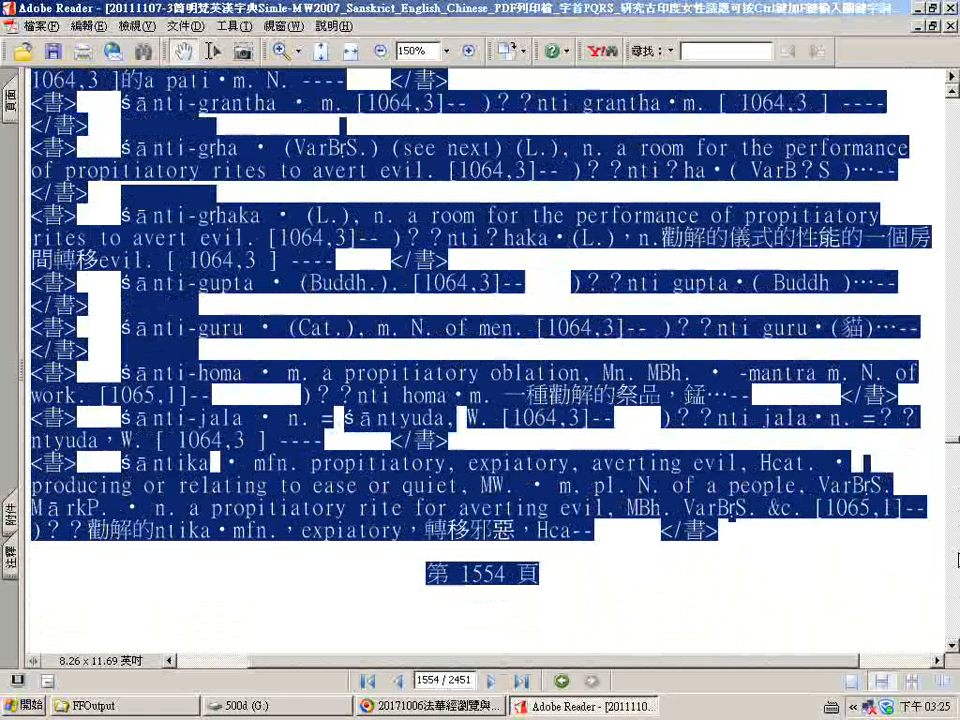 Adobe Reader - [20111107-3簡明梵英漢字典Simle-MW2007_Sanskrict_English_Chinese_PDF列印檔_字首PQRS_研究古印度女性議題可按Ctrl鍵加F鍵輸入關鍵字詞...
檔案(F) 編輯(E) 檢視(V) 文件(D) 工具(T) 視窗(W) 說明(H)
150% Y! 尋找：
頁面
附件
註釋
1064,3 ]的a pati·m. N. ---- </書>
<書> śānti-grantha · m. [1064,3]-- )??nti grantha·m. [ 1064,3 ] ----
</書>
<書> śānti-gṛha · (VarBṛS.) (see next) (L.), n. a room for the performance
of propitiatory rites to avert evil. [1064,3]-- )??nti?ha·( VarB?S )…--
</書>
<書> śānti-gṛhaka · (L.), n. a room for the performance of propitiatory
rites to avert evil. [1064,3]-- )??nti?haka·(L.)，n.勸解的儀式的性能的一個房
間轉移evil. [ 1064,3 ] ---- </書>
<書> śānti-gupta · (Buddh.). [1064,3]-- )??nti gupta·( Buddh )…--
</書>
<書> śānti-guru · (Cat.), m. N. of men. [1064,3]-- )??nti guru·(貓)…--
</書>
<書> śānti-homa · m. a propitiatory oblation, Mn. MBh. · -mantra m. N. of
work. [1065,1]-- )??nti homa·m. 一種勸解的祭品，錳…-- </書>
<書> śānti-jala · n. = śāntyuda, W. [1064,3]-- )??nti jala·n. =??
ntyuda，W. [ 1064,3 ] ---- </書>
<書> śāntika · mfn. propitiatory, expiatory, averting evil, Hcat. ·
producing or relating to ease or quiet, MW. · m. pl. N. of a people, VarBṛS.
MārkP. · n. a propitiatory rite for averting evil, MBh. VarBṛS. &c. [1065,1]--
)??勸解的ntika·mfn.，expiatory，轉移邪惡，Hca-- </書>
第 1554 頁
8.26 x 11.69 英吋
1554 / 2451
開始 FFOutput 500d (G:) 20171006法華經瀏覽與... Adobe Reader - [201110... 下午 03:25